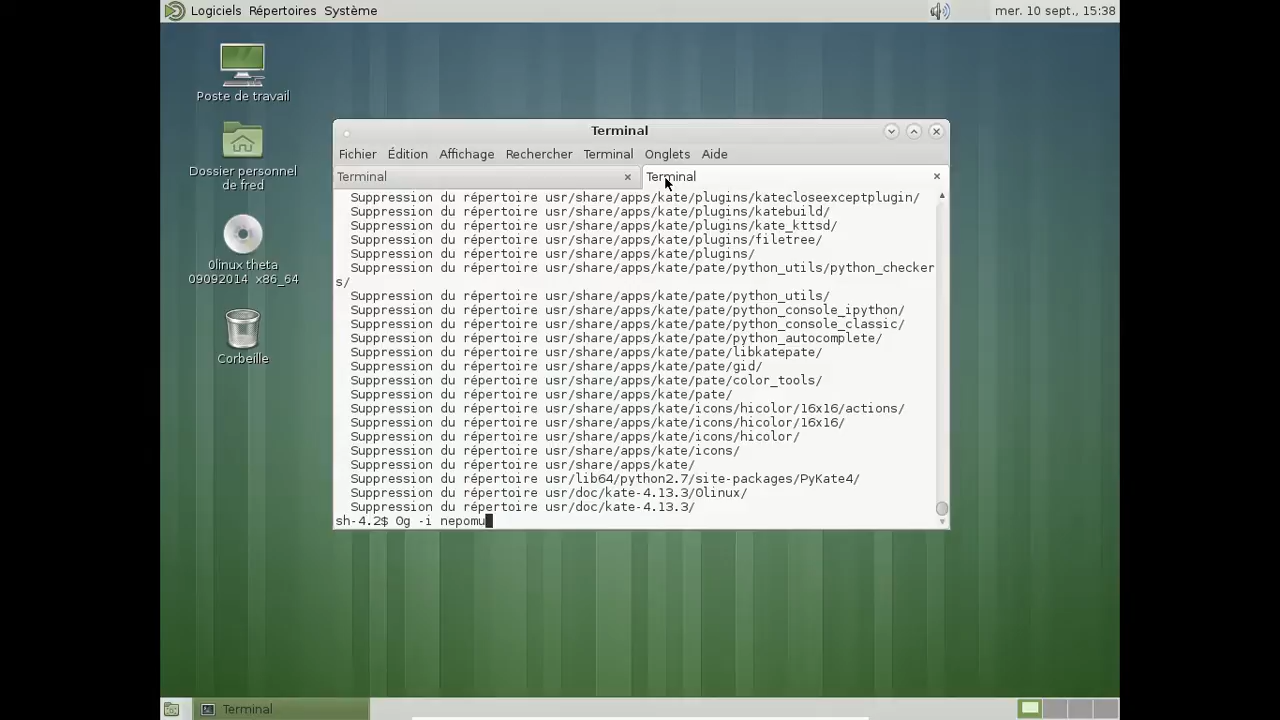 Logiciels Répertoires Système
mer. 10 sept., 15:38
Poste de travail
Dossier personnel
de fred
0linux theta
09092014 x86_64
Corbeille
Terminal
Fichier Édition Affichage Rechercher Terminal Onglets Aide
Terminal
Terminal
Suppression du répertoire usr/share/apps/kate/plugins/katecloseexceptplugin/
Suppression du répertoire usr/share/apps/kate/plugins/katebuild/
Suppression du répertoire usr/share/apps/kate/plugins/kate_kttsd/
Suppression du répertoire usr/share/apps/kate/plugins/filetree/
Suppression du répertoire usr/share/apps/kate/plugins/
Suppression du répertoire usr/share/apps/kate/pate/python_utils/python_checker
s/
Suppression du répertoire usr/share/apps/kate/pate/python_utils/
Suppression du répertoire usr/share/apps/kate/pate/python_console_ipython/
Suppression du répertoire usr/share/apps/kate/pate/python_console_classic/
Suppression du répertoire usr/share/apps/kate/pate/python_autocomplete/
Suppression du répertoire usr/share/apps/kate/pate/libkatepate/
Suppression du répertoire usr/share/apps/kate/pate/gid/
Suppression du répertoire usr/share/apps/kate/pate/color_tools/
Suppression du répertoire usr/share/apps/kate/pate/
Suppression du répertoire usr/share/apps/kate/icons/hicolor/16x16/actions/
Suppression du répertoire usr/share/apps/kate/icons/hicolor/16x16/
Suppression du répertoire usr/share/apps/kate/icons/hicolor/
Suppression du répertoire usr/share/apps/kate/icons/
Suppression du répertoire usr/share/apps/kate/
Suppression du répertoire usr/lib64/python2.7/site-packages/PyKate4/
Suppression du répertoire usr/doc/kate-4.13.3/0linux/
Suppression du répertoire usr/doc/kate-4.13.3/
sh-4.2$ 0g -i nepomu
Terminal